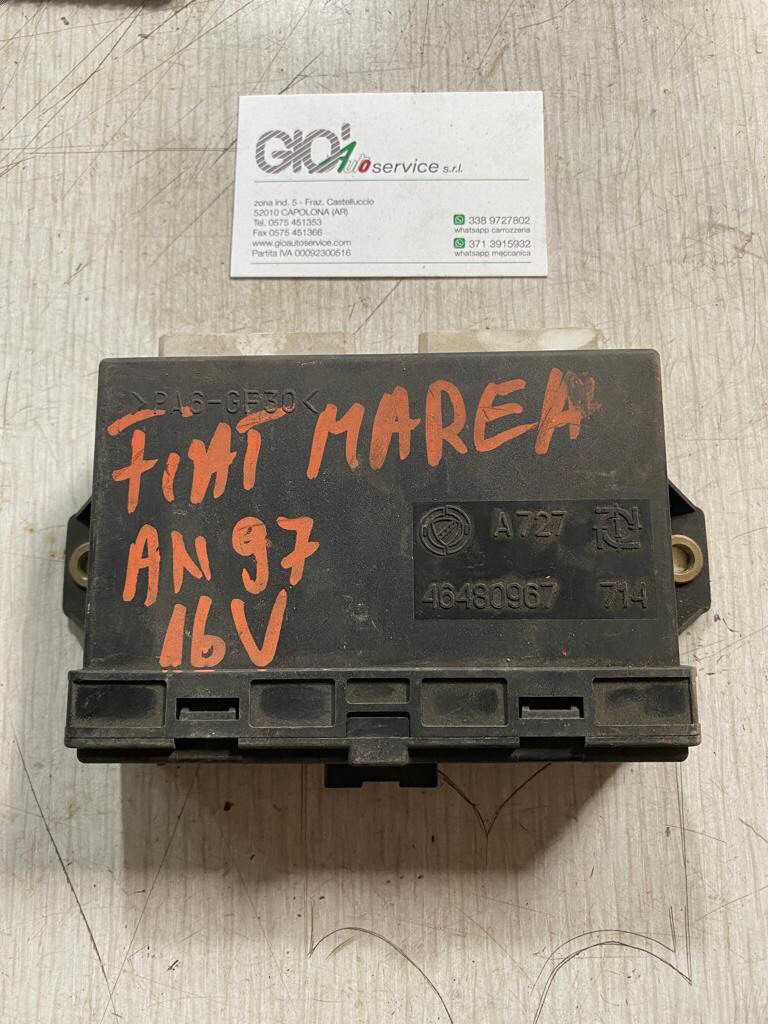 GIO' Auto service s.r.l.
zona ind. 5 - Fraz. Castelluccio
52010 CAPOLONA (AR)
Tel. 0575 451353
Fax 0575 451366
www.gioautoservice.com
Partita IVA 00092300516
338 9727802
whatsapp carrozzeria
371 3915932
whatsapp meccanica
>PA6-GF30<
FIAT MAREA
AN 97
16V
A727
46480967 714